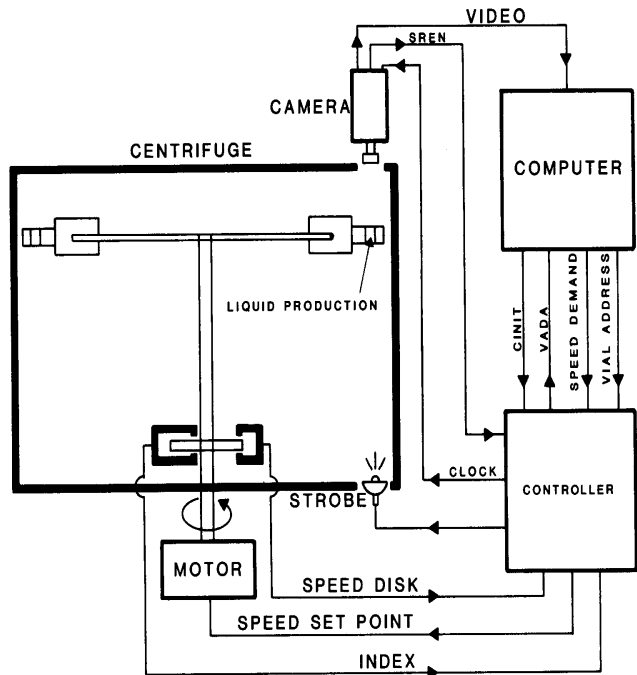 VIDEO
SREN
CAMERA
CENTRIFUGE
COMPUTER
LIQUID PRODUCTION
CINIT
VADA
SPEED DEMAND
VIAL ADDRESS
CLOCK
CONTROLLER
STROBE
MOTOR
SPEED DISK
SPEED SET POINT
INDEX